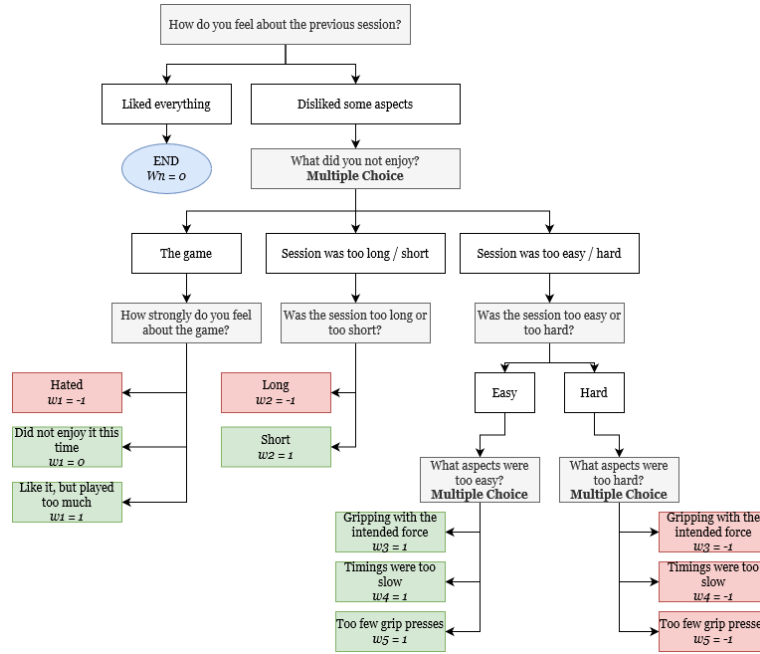 How do you feel about the previous session?
Liked everything
Disliked some aspects
END
Wn = 0
What did you not enjoy?
Multiple Choice
The game
Session was too long / short
Session was too easy / hard
How strongly do you feel
about the game?
Was the session too long or
too short?
Was the session too easy or
too hard?
Hated
w1 = -1
Did not enjoy it this
time
w1 = 0
Like it, but played
too much
w1 = 1
Long
w2 = -1
Short
w2 = 1
Easy
Hard
What aspects were
too easy?
Multiple Choice
What aspects were
too hard?
Multiple Choice
Gripping with the
intended force
w3 = 1
Timings were too
slow
w4 = 1
Too few grip presses
w5 = 1
Gripping with the
intended force
w3 = -1
Timings were too
slow
w4 = -1
Too few grip presse
w5 = -1